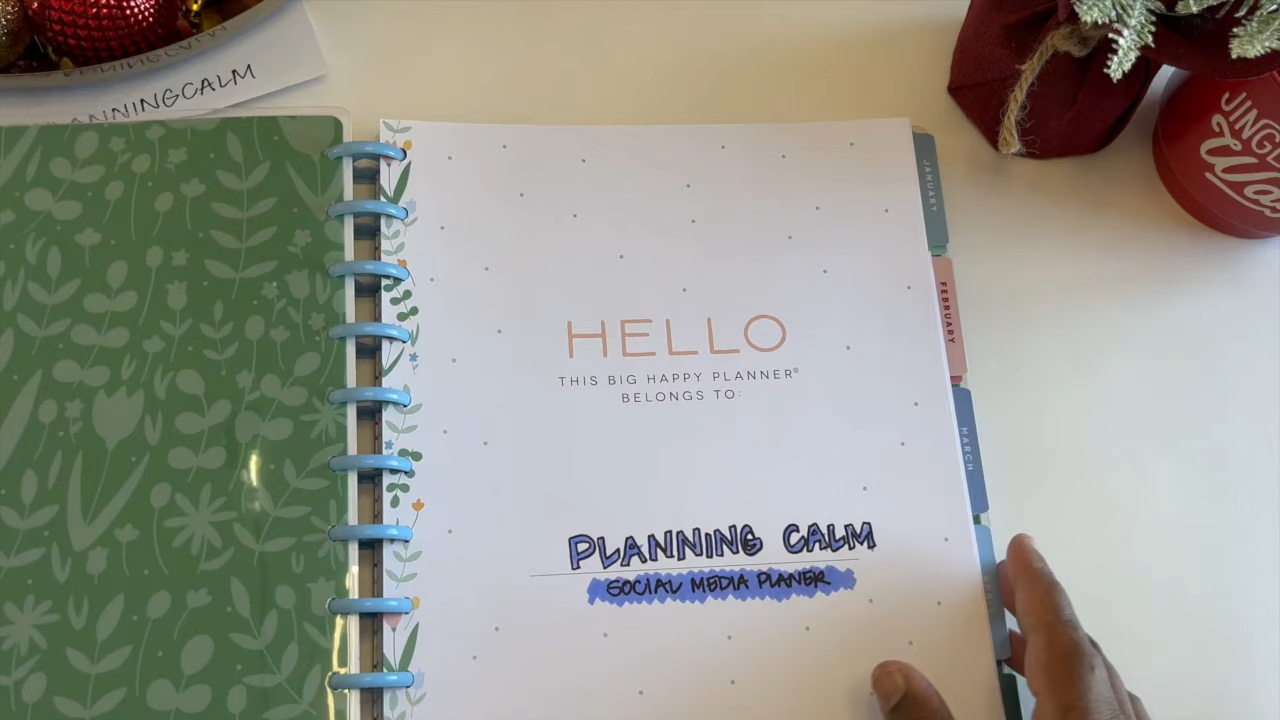 PLANNINGCALM
JANUARY
FEBRUARY
MARCH
HELLO
THIS BIG HAPPY PLANNER®
BELONGS TO:
PLANNING CALM
SOCIAL MEDIA PLANER